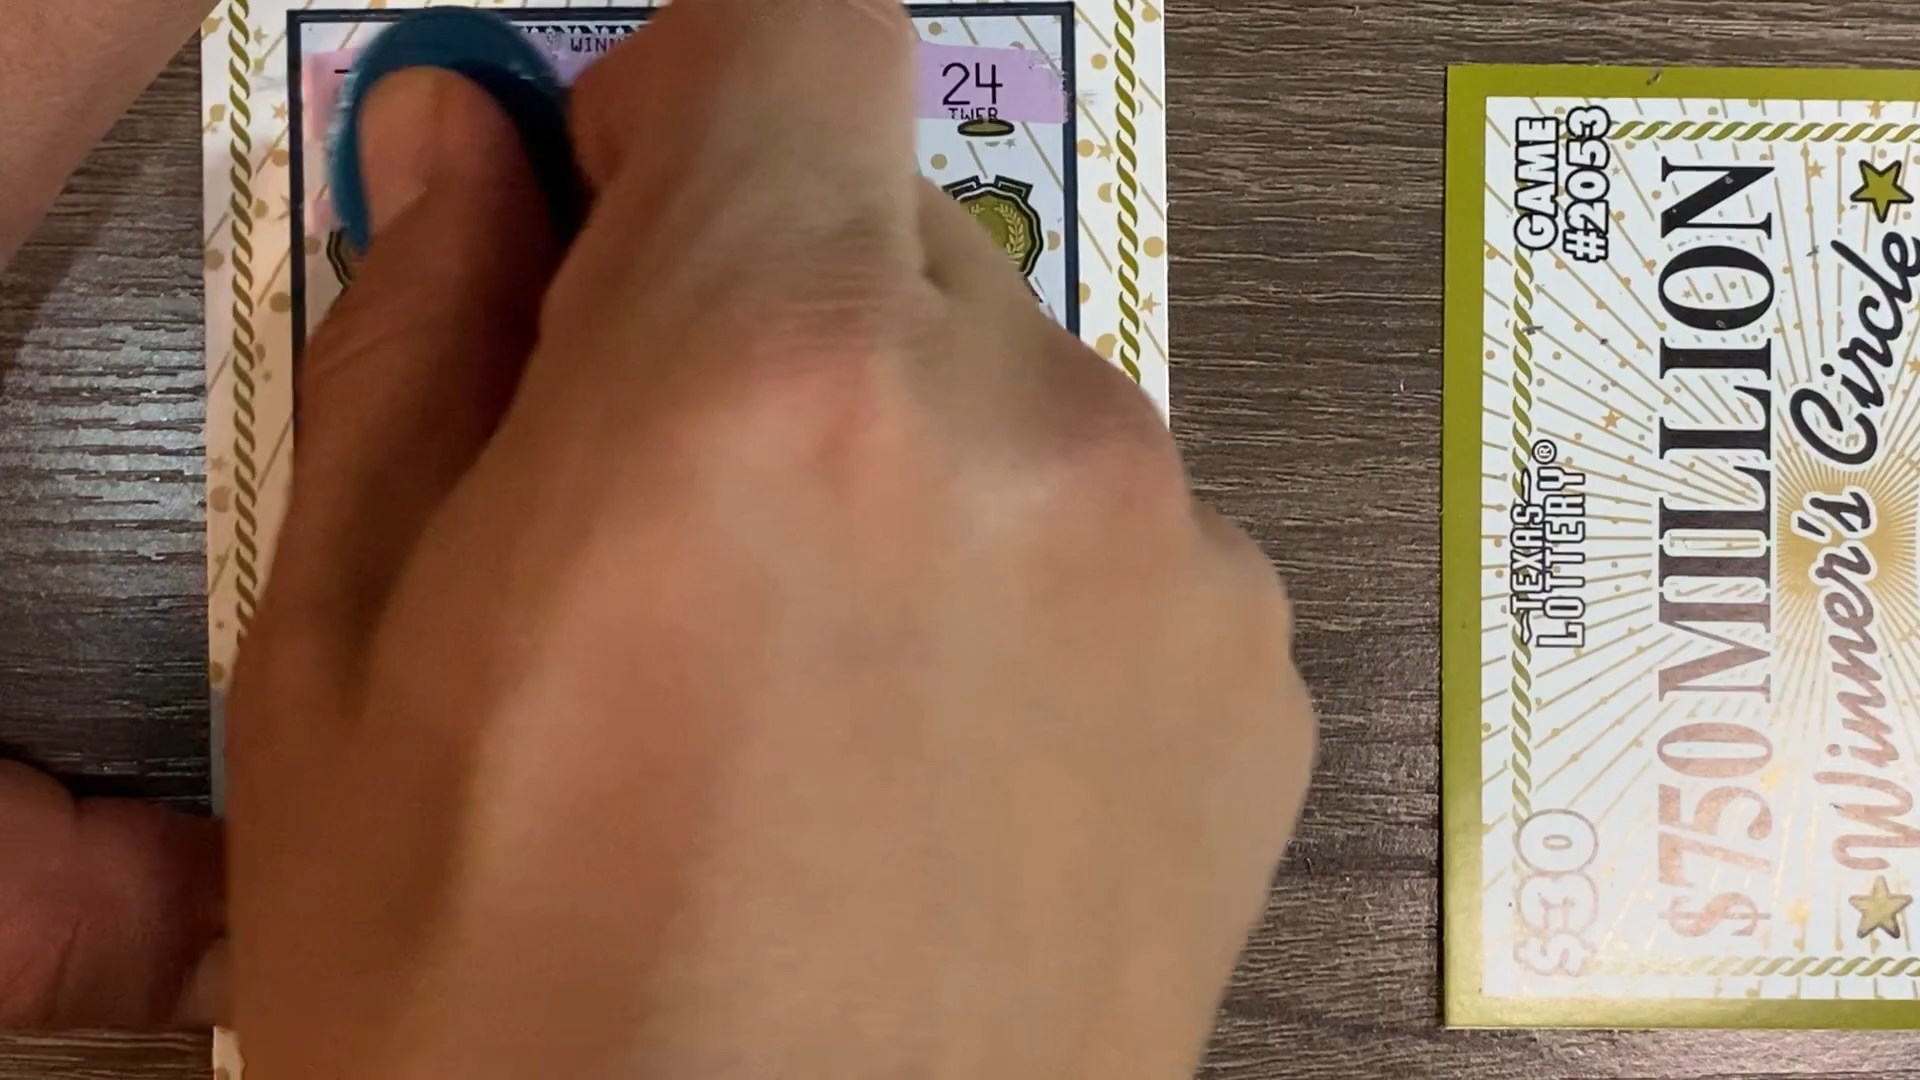 24
TWFR
GAME
#2053
TEXAS
LOTTERY®
$30
$750 MILLION
Winner's Circle